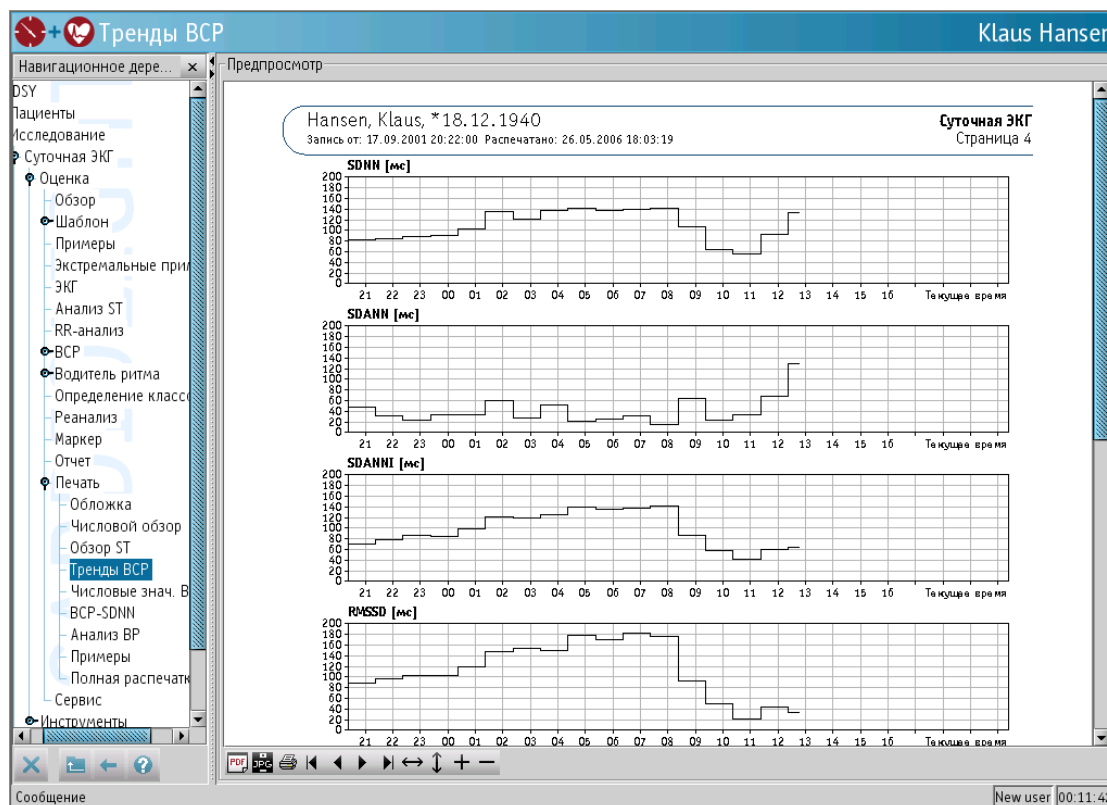 Тренды ВСР
Klaus Hansen
Навигационное дере...
Предпросмотр
DSY
Пациенты
Исследование
Суточная ЭКГ
Оценка
Обзор
Шаблон
Примеры
Экстремальные при
ЭКГ
Анализ ST
RR-анализ
ВСР
Водитель ритма
Определение классо
Реанализ
Маркер
Отчет
Печать
Обложка
Числовой обзор
Обзор ST
Тренды ВСР
Числовые знач. В
ВСР-SDNN
Анализ ВР
Примеры
Полная распечатк
Сервис
Инструменты
Hansen, Klaus, *18.12.1940
Запись от: 17.09.2001 20:22:00 Распечатано: 26.05.2006 18:03:19
Суточная ЭКГ
Страница 4
SDNN [мс]
200
180
160
140
120
100
80
60
40
20
0
21 22 23 00 01 02 03 04 05 06 07 08 09 10 11 12 13 14 15 16 Текущее время
SDANN [мс]
200
180
160
140
120
100
80
60
40
20
0
21 22 23 00 01 02 03 04 05 06 07 08 09 10 11 12 13 14 15 16 Текущее время
SDANNI [мс]
200
180
160
140
120
100
80
60
40
20
0
21 22 23 00 01 02 03 04 05 06 07 08 09 10 11 12 13 14 15 16 Текущее время
RMSSD [мс]
200
180
160
140
120
100
80
60
40
20
0
21 22 23 00 01 02 03 04 05 06 07 08 09 10 11 12 13 14 15 16 Текущее время
PDF JPG
Сообщение
New user
00:11:4